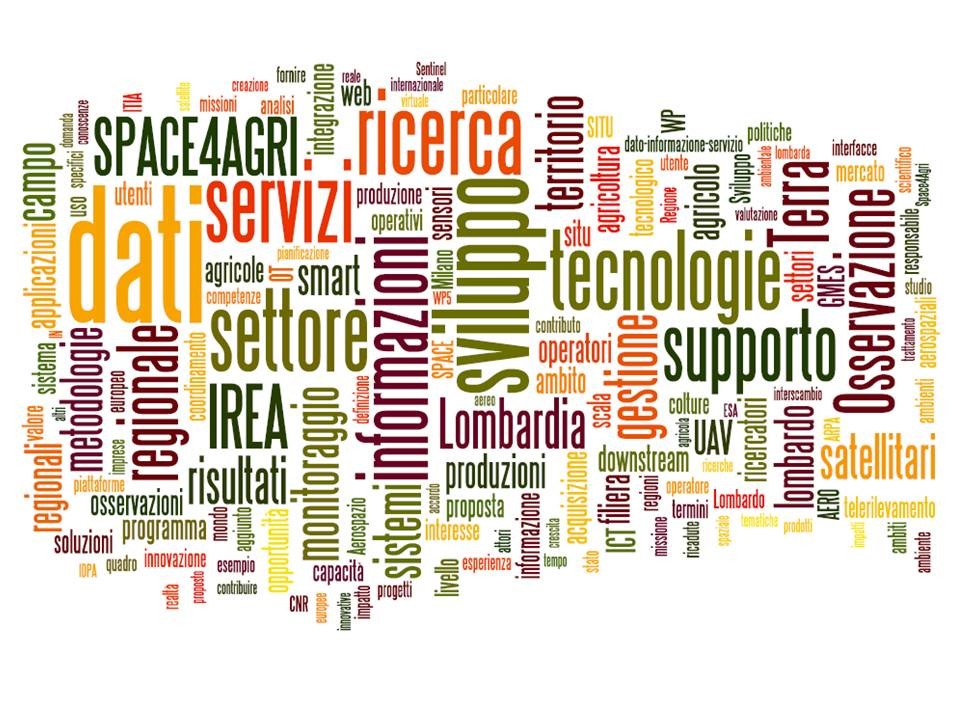 Sentinel
fornire
integrazione
reale
internazionale
creazione
satellite
web
virtuale
particolare
ITIA
missioni
analisi
domanda
conoscenze
SPACE4AGRI
ricerca
territorio
SITU
WP
politiche
dato-informazione-servizio
campo
specifici
uso
utenti
servizi
produzione
operativi
sensori
agricoltura
tecnologico
utente
Regione
agricolo
Sviluppo
ambientale
lombarda
interfacce
mercato
scientifico
Space4Agri
Terra
valutazione
dati
applicazioni
pianificazione
agricole
OT
smart
competenze
informazioni
Milano
WP5
sviluppo
situ
tecnologie
settori
GMES
Osservazione
responsabile
studio
IN
sistema
metodologie
regionale
coordinamento
settore
SPACE
contributo
operatori
ambito
gestione
supporto
trattamento
aerospaziali
altri
europeo
valore
IREA
monitoraggio
definizione
aereo
Lombardia
scala
colture
ESA
agricola
UAV
ricercatori
interscambio
lombardo
ARPA
ambienti
satellitari
regionali
imprese
piattaforme
osservazioni
risultati
produzioni
downstream
ricerche
programma
mondo
aggiunto
opportunità
Aerospazio
sistemi
accordo
proposta
interesse
attori
informazione
crescita
acquisizione
ICT
filiera
regioni
operatore
termini
Lombardo
tematiche
prodotti
AERO
telerilevamento
soluzioni
IDPA
quadro
innovazione
esempio
capacità
livello
esperienza
tempo
stato
missione
ricadute
spaziale
impatti
ambiti
ambiente
realta
proposto
contribuire
CNR
europee
innovative
impatto
progetti